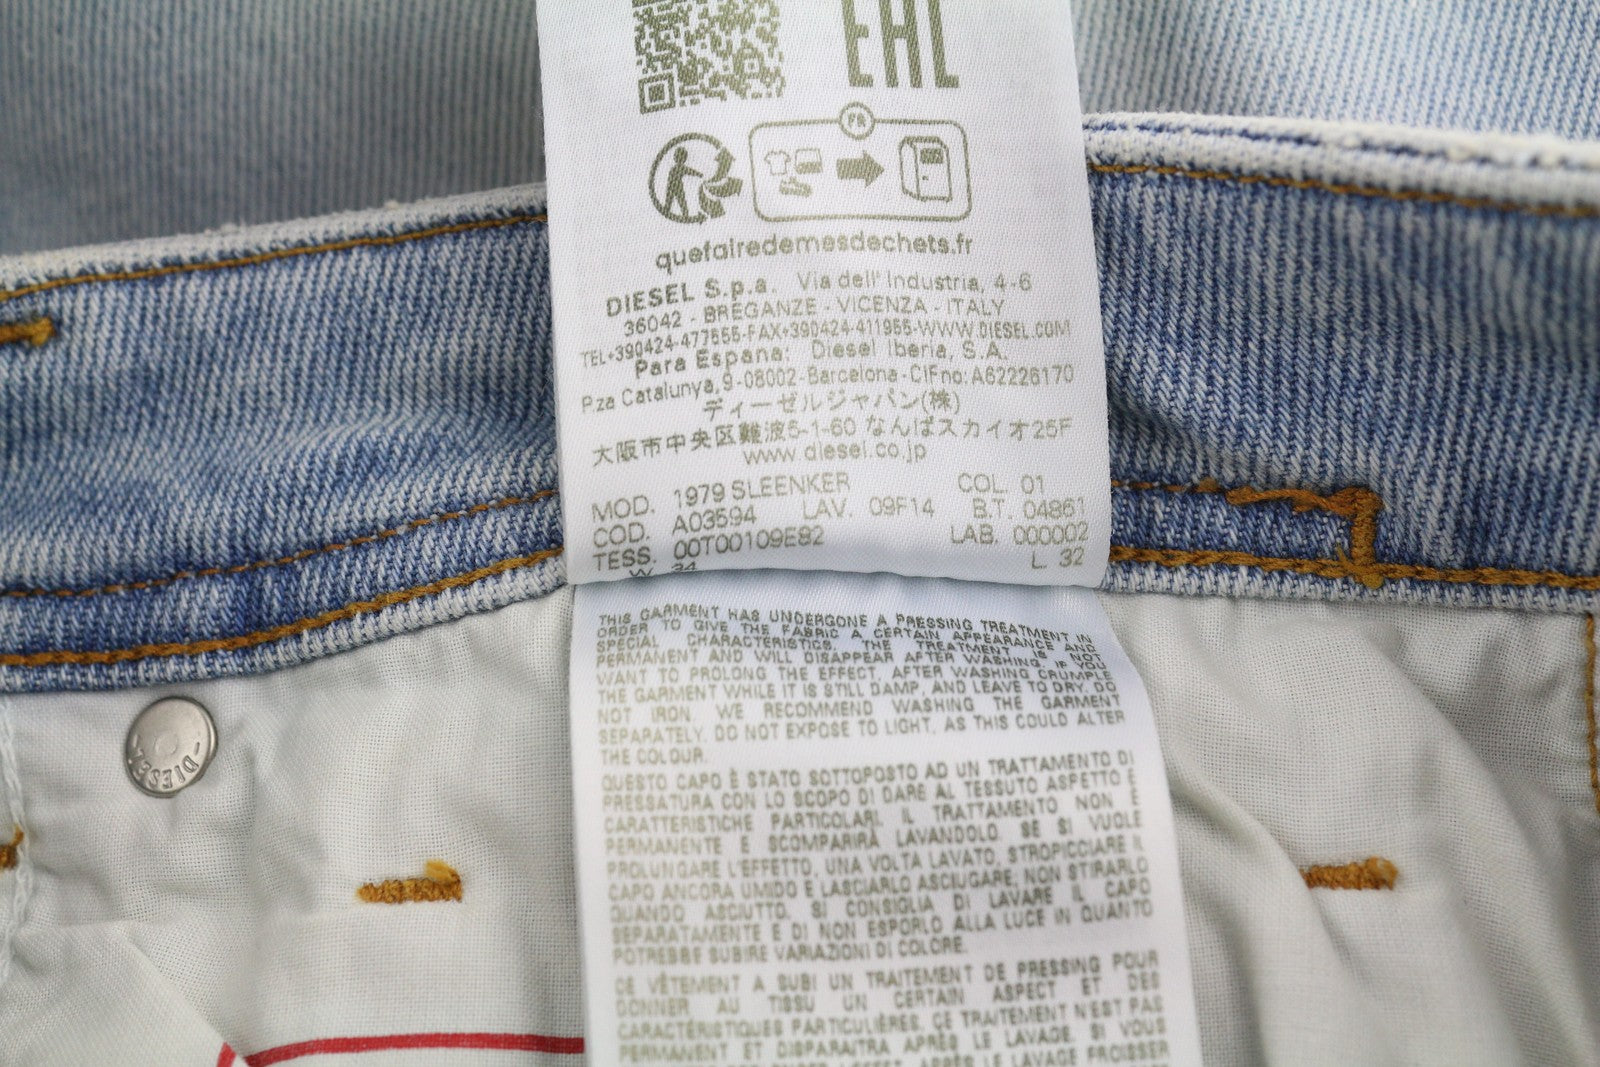 EAC
FR
quefairedemesdechets.fr
DIESEL S.p.a. Via dell' Industria, 4-6
36042 - BREGANZE - VICENZA - ITALY
TEL+390424-477555-FAX+390424-411955-WWW.DIESEL.COM
Para Espana: Diesel Iberia, S.A.
P.za Catalunya, 9-08002-Barcelona-CIFno: A62226170
ディーゼルジャパン(株)
大阪市中央区難波5-1-60 なんばスカイオ25F
www.diesel.co.jp
MOD. 1979 SLEENKER COL. 01
COD. A03594 LAV. 09F14 B.T. 04861
TESS. 00T00109E82 LAB. 000002
W. 34 L. 32
THIS GARMENT HAS UNDERGONE A PRESSING TREATMENT IN
ORDER TO GIVE THE FABRIC A CERTAIN APPEARANCE AND
SPECIAL CHARACTERISTICS. THE TREATMENT IS NOT
PERMANENT AND WILL DISAPPEAR AFTER WASHING. IF YOU
WANT TO PROLONG THE EFFECT, AFTER WASHING CRUMPLE
THE GARMENT WHILE IT IS STILL DAMP, AND LEAVE TO DRY. DO
NOT IRON. WE RECOMMEND WASHING THE GARMENT
SEPARATELY. DO NOT EXPOSE TO LIGHT, AS THIS COULD ALTER
THE COLOUR.
QUESTO CAPO È STATO SOTTOPOSTO AD UN TRATTAMENTO DI
PRESSATURA CON LO SCOPO DI DARE AL TESSUTO ASPETTO E
CARATTERISTICHE PARTICOLARI. IL TRATTAMENTO NON È
PERMANENTE E SCOMPARIRÀ LAVANDOLO. SE SI VUOLE
PROLUNGARE L'EFFETTO, UNA VOLTA LAVATO, STROPICCIARE IL
CAPO ANCORA UMIDO E LASCIARLO ASCIUGARE, NON STIRARLO
QUANDO ASCIUTTO. SI CONSIGLIA DI LAVARE IL CAPO
SEPARATAMENTE E DI NON ESPORLO ALLA LUCE IN QUANTO
POTREBBE SUBIRE VARIAZIONI DI COLORE.
CE VÊTEMENT A SUBI UN TRAITEMENT DE PRESSING POUR
DONNER AU TISSU UN CERTAIN ASPECT ET DES
CARACTÉRISTIQUES PARTICULIÈRES. CE TRAITEMENT N'EST PAS
PERMANENT ET DISPARAITRA APRÈS LE LAVAGE. SI VOUS
L'EFFET, APRÈS LE LAVAGE FROISSER
DIESEL